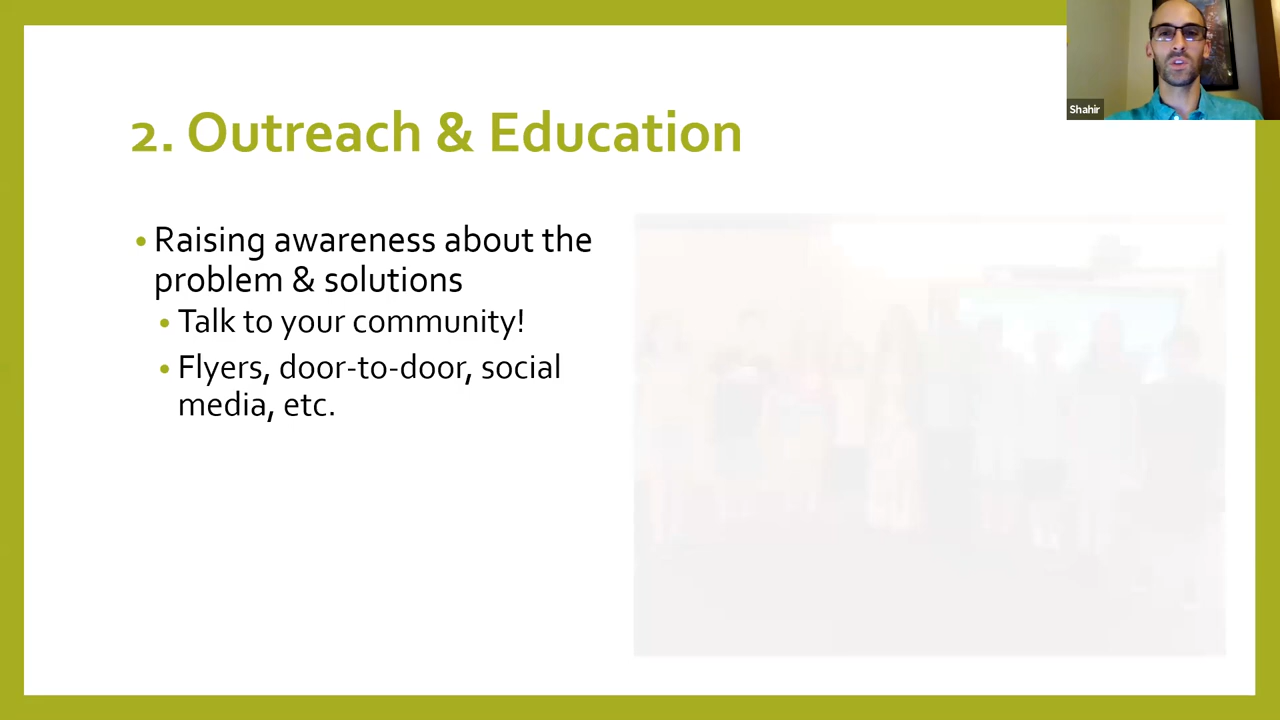 Shahir
2. Outreach & Education
• Raising awareness about the
problem & solutions
• Talk to your community!
• Flyers, door-to-door, social
media, etc.